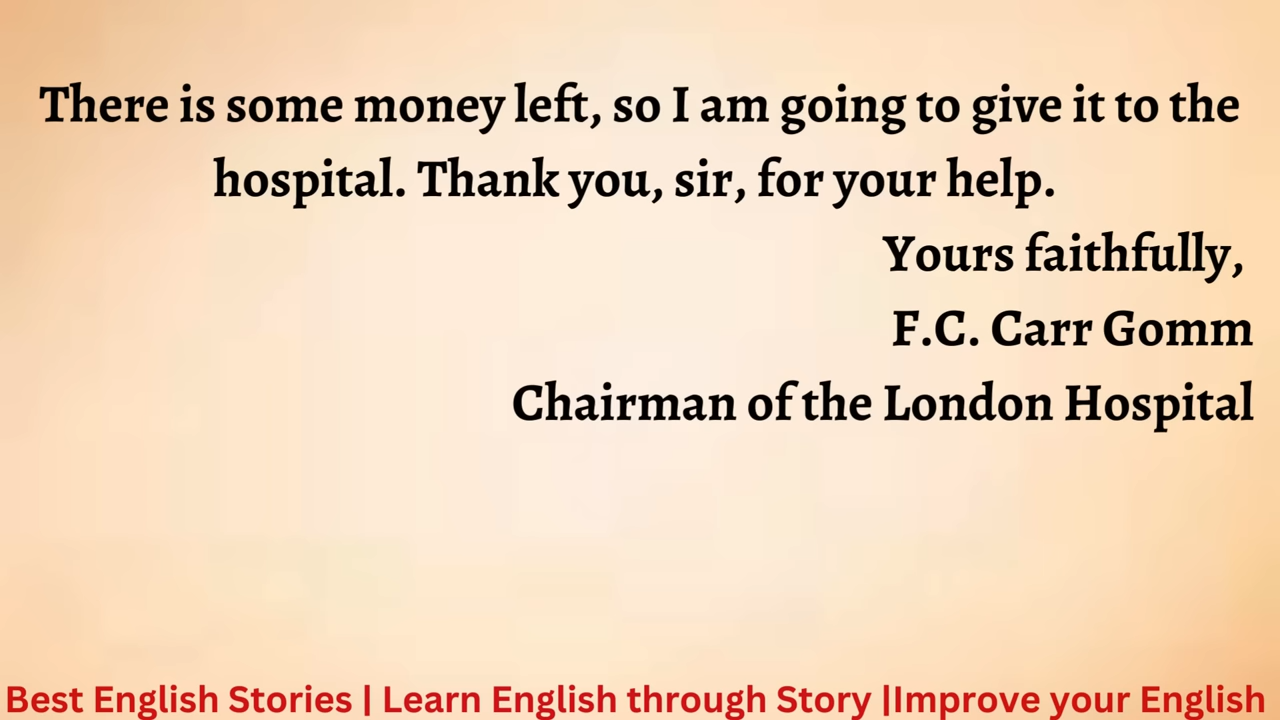 There is some money left, so I am going to give it to the
hospital. Thank you, sir, for your help.
Yours faithfully,
F.C. Carr Gomm
Chairman of the London Hospital
Best English Stories | Learn English through Story |Improve your English